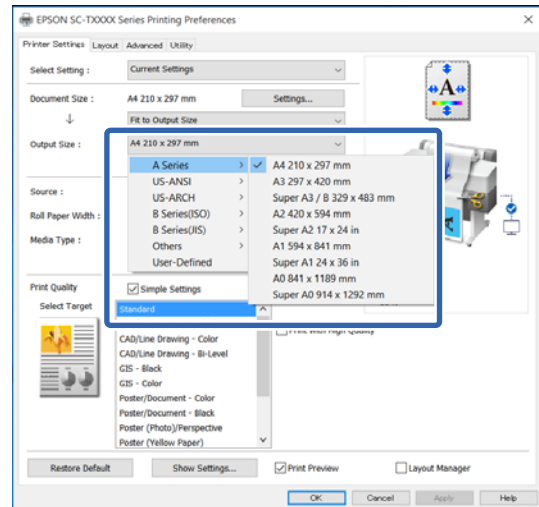 EPSON SC-TXXXX Series Printing Preferences
Printer Settings Layout Advanced Utility
Select Setting : Current Settings
Document Size : A4 210 x 297 mm Settings...
Fit to Output Size
Output Size : A4 210 x 297 mm
A Series
US-ANSI
US-ARCH
B Series(ISO)
B Series(JIS)
Others
User-Defined
A4 210 x 297 mm
A3 297 x 420 mm
Super A3 / B 329 x 483 mm
A2 420 x 594 mm
Super A2 17 x 24 in
A1 594 x 841 mm
Super A1 24 x 36 in
A0 841 x 1189 mm
Super A0 914 x 1292 mm
Source :
Roll Paper Width :
Media Type :
Print Quality Simple Settings
Select Target
Standard
CAD/Line Drawing - Color
CAD/Line Drawing - Bi-Level
GIS - Black
GIS - Color
Poster/Document - Color
Poster/Document - Black
Poster (Photo)/Perspective
Poster (Yellow Paper)
Print with High Quality
A
Restore Default Show Settings... Print Preview Layout Manager
OK Cancel Apply Help